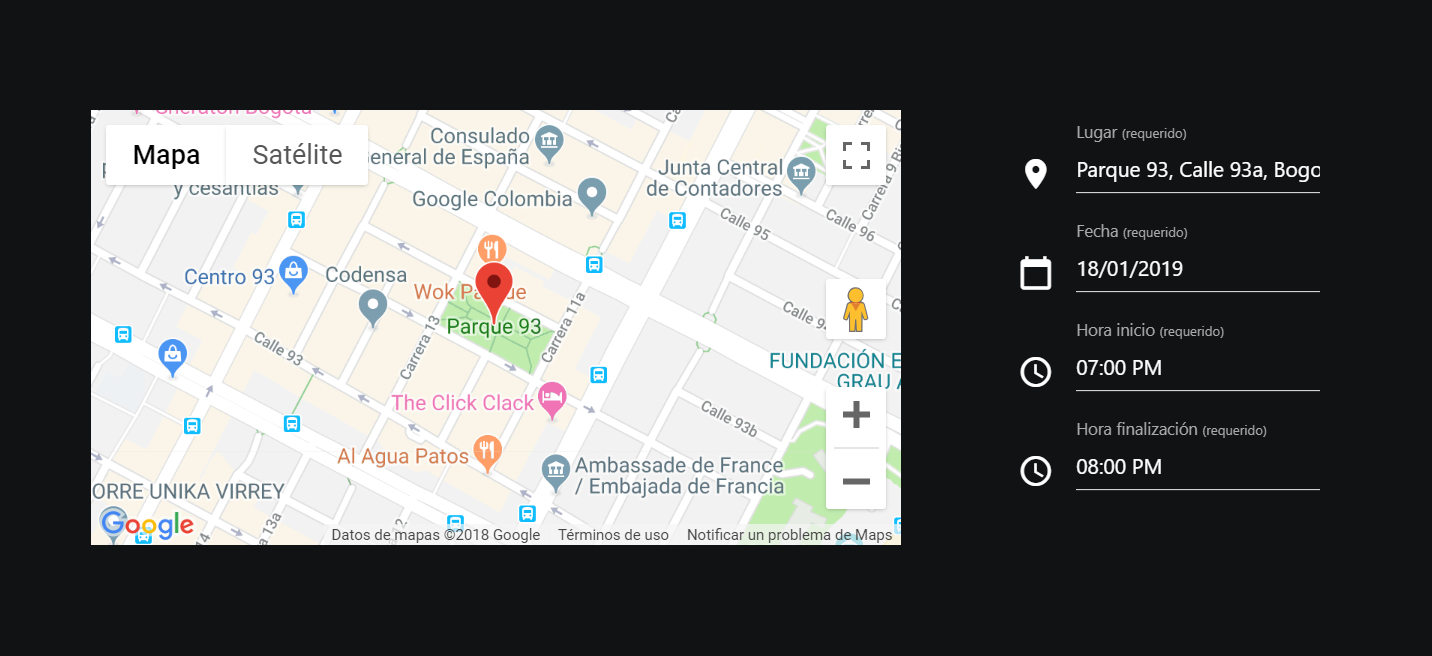 Sheraton Bogotá
Mapa
Satélite
Consulado
General de España
y cesantías
Google Colombia
Junta Central
de Contadores
Carrera 9
Calle 95
Calle 96
Centro 93
Codensa
Wok Parque
Parque 93
Carrera 13
Carrera 11a
Calle 93
Calle 9
FUNDACIÓN E
GRAU A
The Click Clack
Calle 93b
Al Agua Patos
Ambassade de France
/ Embajada de Francia
ORRE UNIKA VIRREY
13a
14
Google
Datos de mapas ©2018 Google
Términos de uso
Notificar un problema de Maps
Lugar (requerido)
Parque 93, Calle 93a, Bogo
Fecha (requerido)
18/01/2019
Hora inicio (requerido)
07:00 PM
Hora finalización (requerido)
08:00 PM